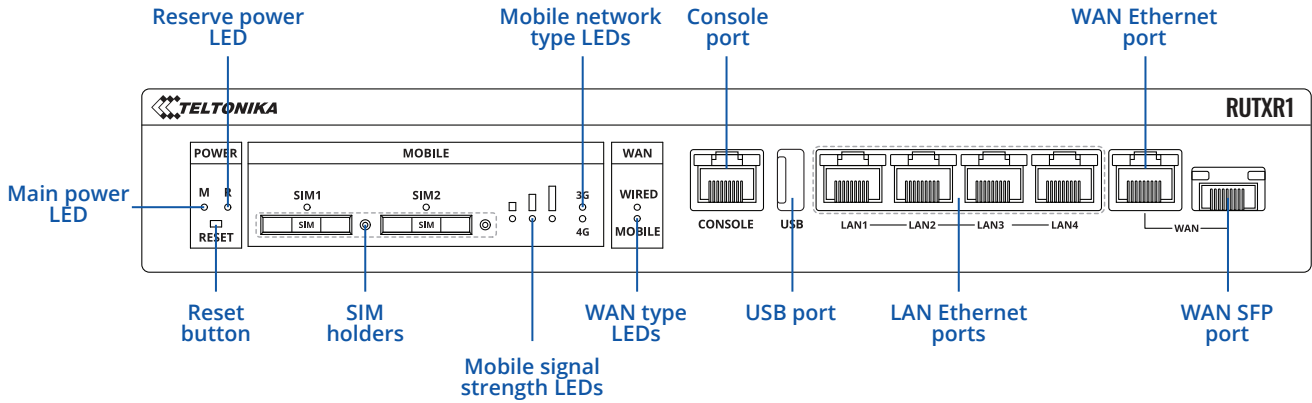 Reserve power
LED
Mobile network
type LEDs
Console
port
WAN Ethernet
port
TELTONIKA
RUTXR1
POWER
MOBILE
WAN
Main power
LED
M R
SIM1
SIM2
3G
4G
WIRED
MOBILE
SIM
SIM
RESET
CONSOLE
USB
LAN1
LAN2
LAN3
LAN4
WAN
Reset
button
SIM
holders
WAN type
LEDs
USB port
LAN Ethernet
ports
WAN SFP
port
Mobile signal
strength LEDs